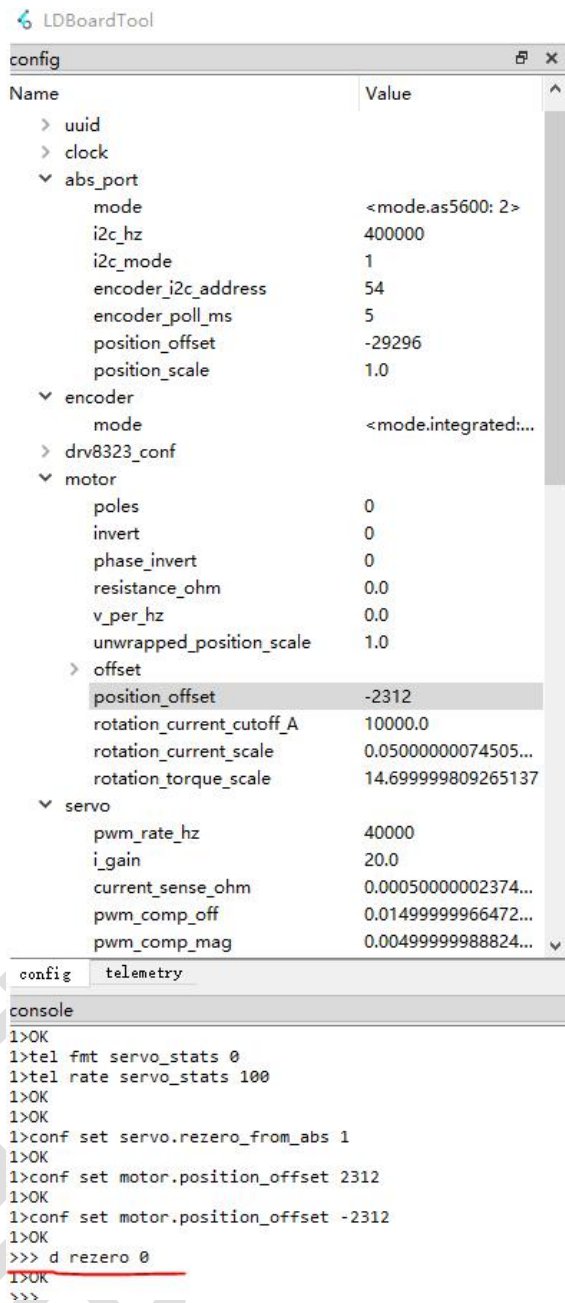 LDBoardTool
config
Name Value
uuid
clock
abs_port
mode <mode.as5600: 2>
i2c_hz 400000
i2c_mode 1
encoder_i2c_address 54
encoder_poll_ms 5
position_offset -29296
position_scale 1.0
encoder
mode <mode.integrated:...
drv8323_conf
motor
poles 0
invert 0
phase_invert 0
resistance_ohm 0.0
v_per_hz 0.0
unwrapped_position_scale 1.0
offset
position_offset -2312
rotation_current_cutoff_A 10000.0
rotation_current_scale 0.05000000074505...
rotation_torque_scale 14.699999809265137
servo
pwm_rate_hz 40000
i_gain 20.0
current_sense_ohm 0.00050000002374...
pwm_comp_off 0.01499999966472...
pwm_comp_mag 0.00499999988824...
config telemetry
console
1>OK
1>tel fmt servo_stats 0
1>tel rate servo_stats 100
1>OK
1>OK
1>conf set servo.rezero_from_abs 1
1>OK
1>conf set motor.position_offset 2312
1>OK
1>conf set motor.position_offset -2312
1>OK
>>> d rezero 0
1>OK
>>>